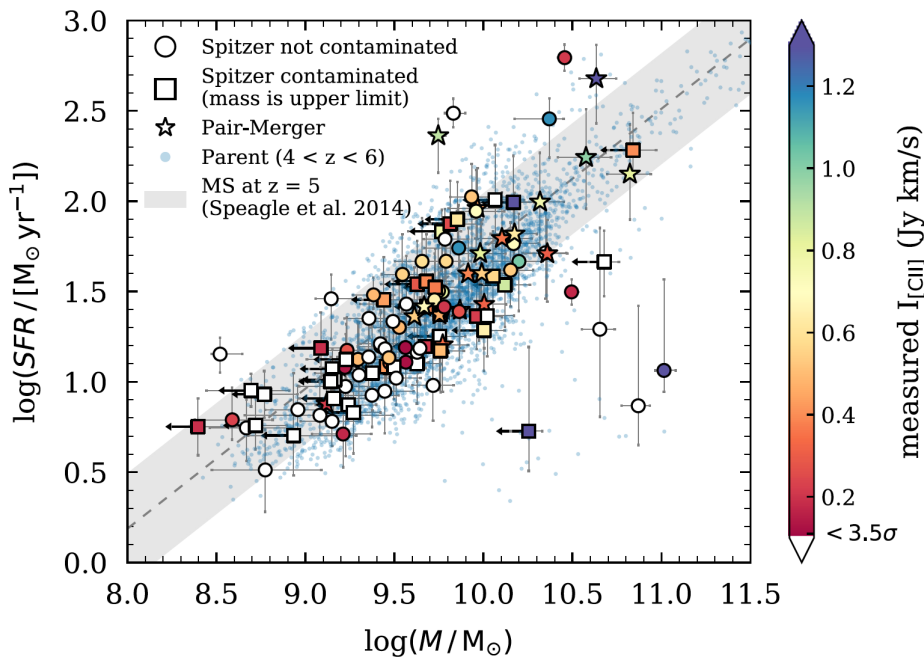 3.0
2.5
2.0
1.5
1.0
0.5
0.0
log(SFR / [M⊙ yr⁻¹])
Spitzer not contaminated
Spitzer contaminated
(mass is upper limit)
Pair-Merger
Parent (4 < z < 6)
MS at z = 5
(Speagle et al. 2014)
8.0 8.5 9.0 9.5 10.0 10.5 11.0 11.5
log(M / M⊙)
1.2
1.0
0.8
0.6
0.4
0.2
< 3.5σ
measured I[CII] (Jy km/s)